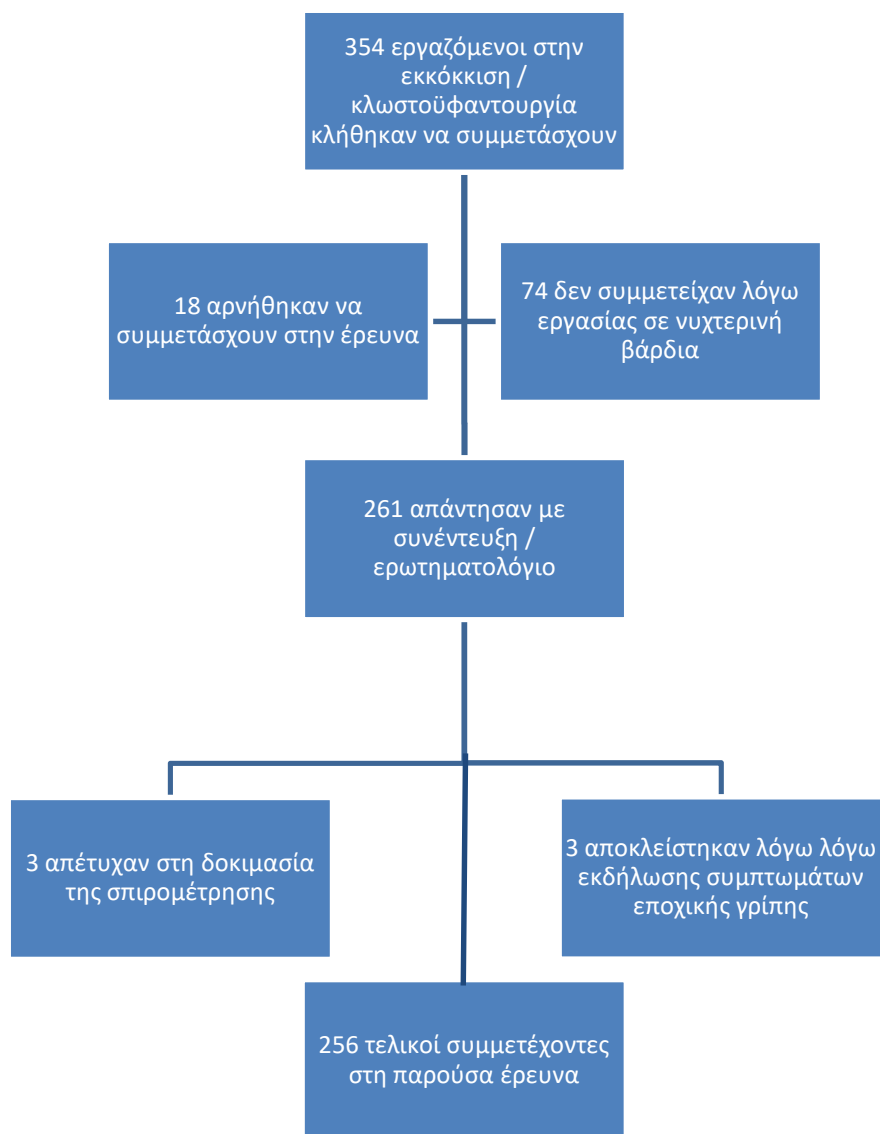 354 εργαζόμενοι στην
εκκόκκιση /
κλωστοϋφαντουργία
κλήθηκαν να συμμετάσχουν
18 αρνήθηκαν να
συμμετάσχουν στην έρευνα
74 δεν συμμετείχαν λόγω
εργασίας σε νυχτερινή
βάρδια
261 απάντησαν με
συνέντευξη /
ερωτηματολόγιο
3 απέτυχαν στη δοκιμασία
της σπιρομέτρησης
3 αποκλείστηκαν λόγω λόγω
εκδήλωσης συμπτωμάτων
εποχικής γρίπης
256 τελικοί συμμετέχοντες
στη παρούσα έρευνα